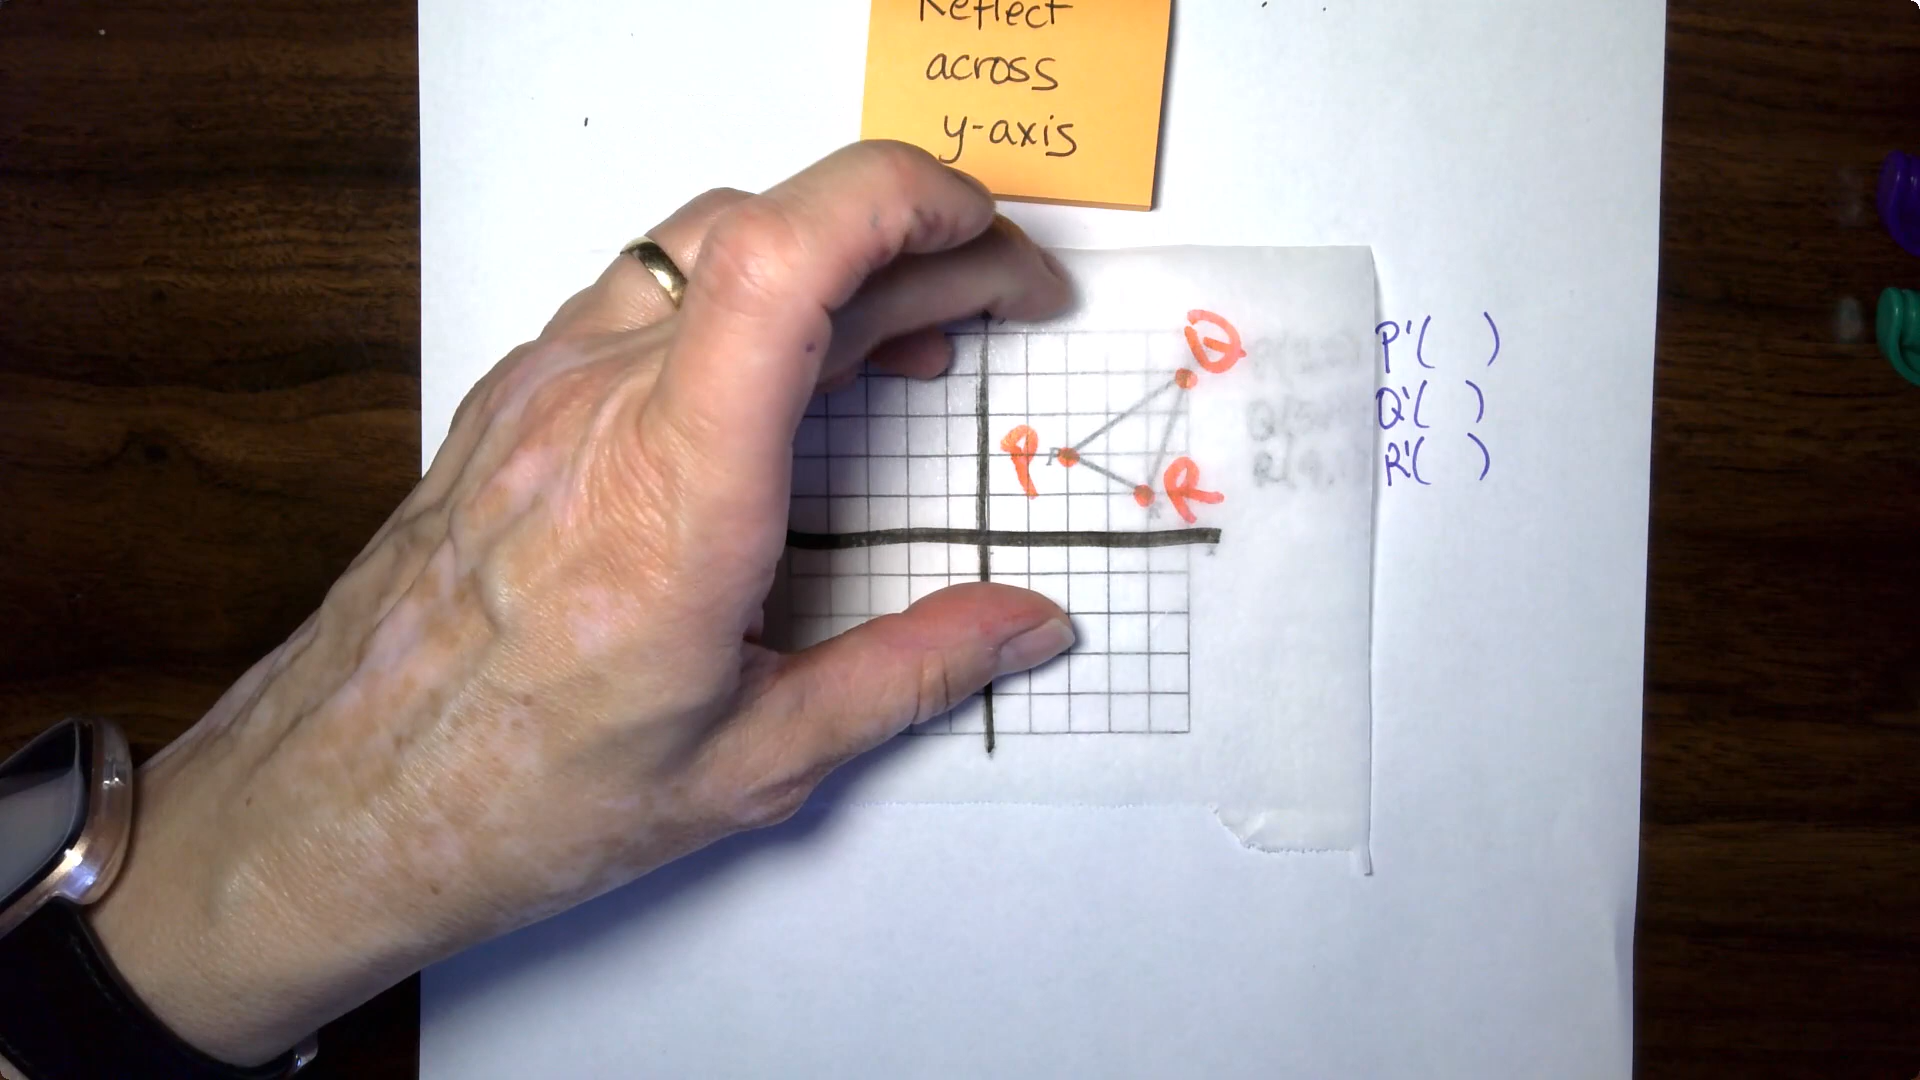 Reflect
across
y-axis
Q
P
R
P'( )
Q'( )
R'( )